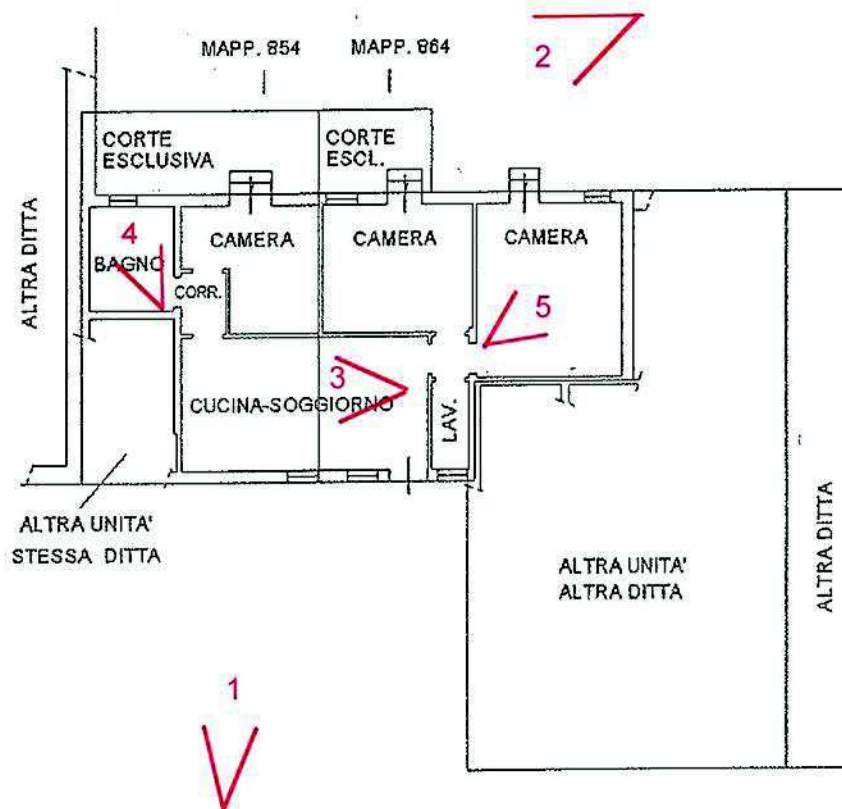 MAPP. 854
MAPP. 864
2
CORTE
ESCLUSIVA
CORTE
ESCL.
ALTRA DITTA
4
BAGNO
CAMERA
CAMERA
CAMERA
CORR.
5
3
CUCINA-SOGGIORNO
LAV.
ALTRA UNITA'
STESSA DITTA
ALTRA UNITA'
ALTRA DITTA
ALTRA DITTA
1